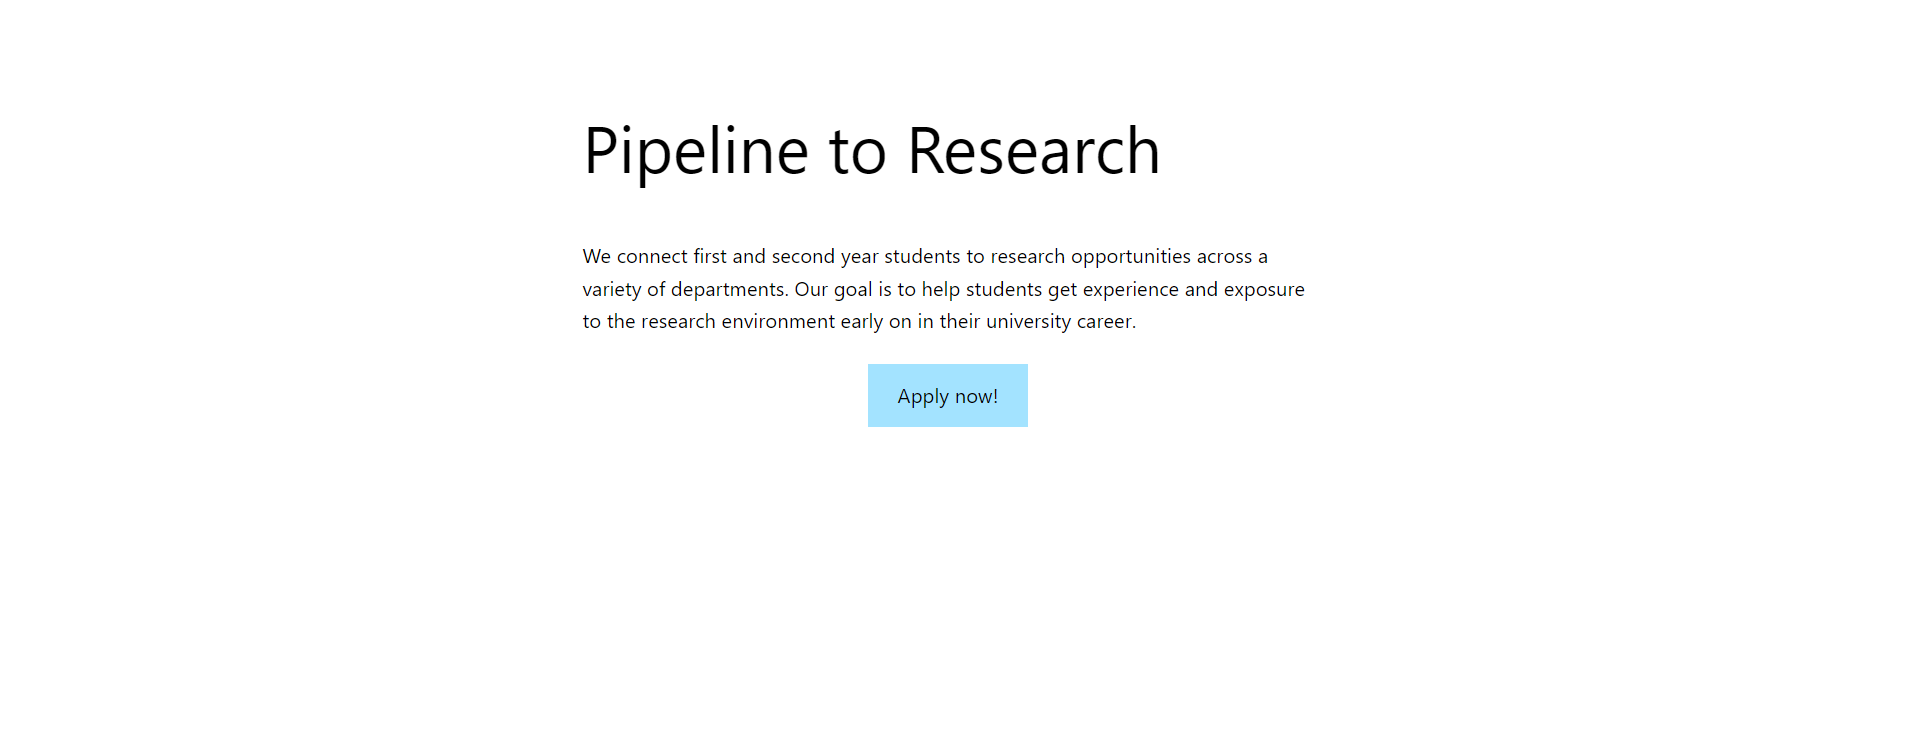 Pipeline to Research
We connect first and second year students to research opportunities across a
variety of departments. Our goal is to help students get experience and exposure
to the research environment early on in their university career.
Apply now!